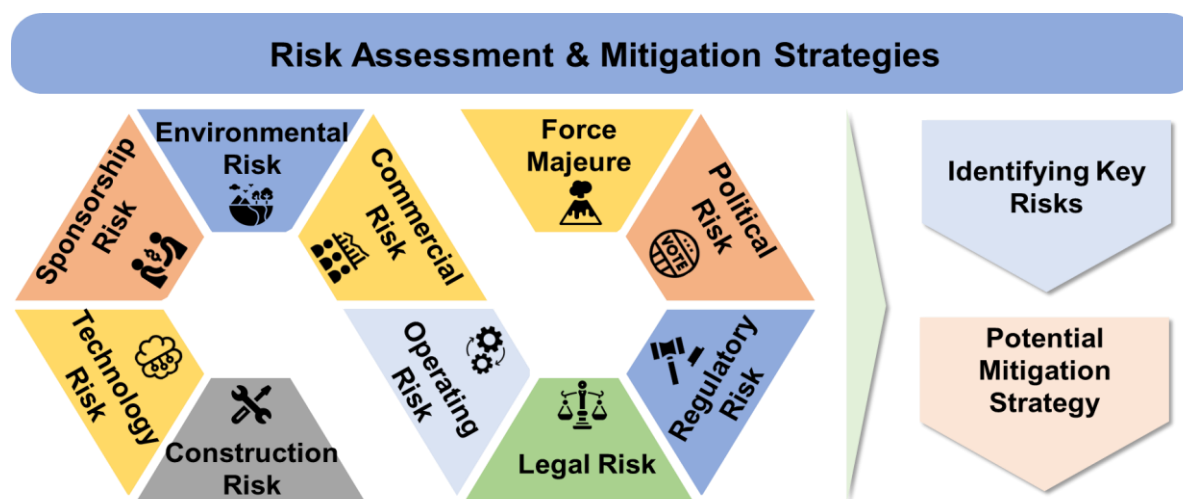 Risk Assessment & Mitigation Strategies
Environmental
Risk
Sponsorship
Risk
Commercial
Risk
Technology
Risk
Construction
Risk
Operating
Risk
Force
Majeure
Political
Risk
VOTE
Regulatory
Risk
Legal Risk
Identifying Key
Risks
Potential
Mitigation
Strategy